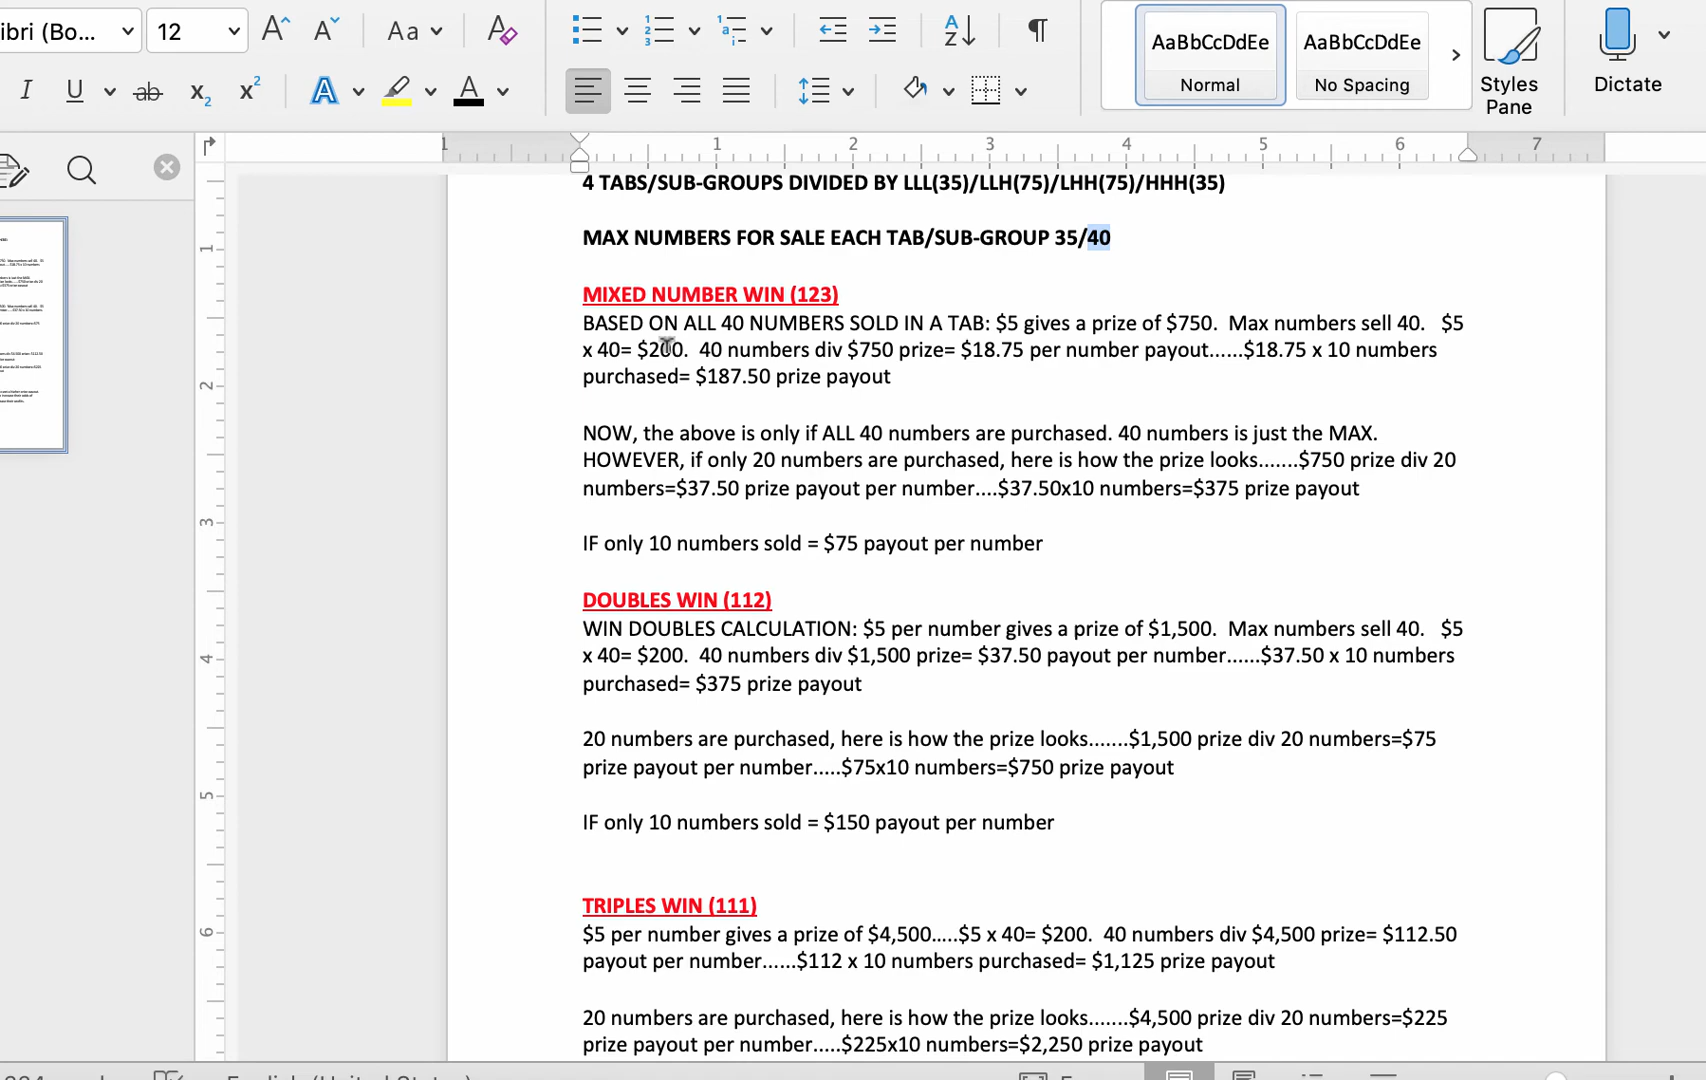 ibri (Bo...
12
Aa
AaBbCcDdEe
AaBbCcDdEe
Normal
No Spacing
Styles
Pane
Dictate
I U ab x2 x2 A A
1 1 2 3 4 5 6 7
4 TABS/SUB-GROUPS DIVIDED BY LLL(35)/LLH(75)/LHH(75)/HHH(35)
MAX NUMBERS FOR SALE EACH TAB/SUB-GROUP 35/40
MIXED NUMBER WIN (123)
BASED ON ALL 40 NUMBERS SOLD IN A TAB: $5 gives a prize of $750.  Max numbers sell 40.   $5
x 40= $200.  40 numbers div $750 prize= $18.75 per number payout......$18.75 x 10 numbers
purchased= $187.50 prize payout
NOW, the above is only if ALL 40 numbers are purchased. 40 numbers is just the MAX.
HOWEVER, if only 20 numbers are purchased, here is how the prize looks.......$750 prize div 20
numbers=$37.50 prize payout per number....$37.50x10 numbers=$375 prize payout
IF only 10 numbers sold = $75 payout per number
DOUBLES WIN (112)
WIN DOUBLES CALCULATION: $5 per number gives a prize of $1,500.  Max numbers sell 40.   $5
x 40= $200.  40 numbers div $1,500 prize= $37.50 payout per number......$37.50 x 10 numbers
purchased= $375 prize payout
20 numbers are purchased, here is how the prize looks.......$1,500 prize div 20 numbers=$75
prize payout per number.....$75x10 numbers=$750 prize payout
IF only 10 numbers sold = $150 payout per number
TRIPLES WIN (111)
$5 per number gives a prize of $4,500.....$5 x 40= $200.  40 numbers div $4,500 prize= $112.50
payout per number......$112 x 10 numbers purchased= $1,125 prize payout
20 numbers are purchased, here is how the prize looks.......$4,500 prize div 20 numbers=$225
prize payout per number.....$225x10 numbers=$2,250 prize payout
1
2
3
4
5
6